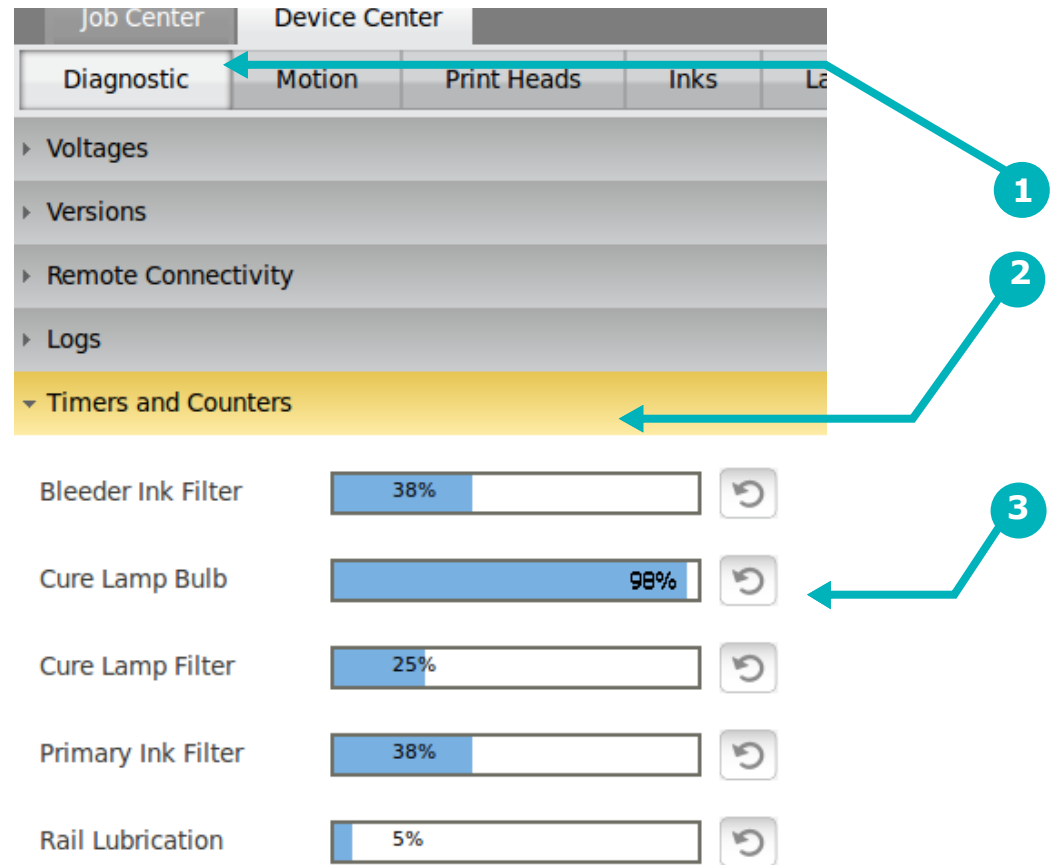 Job Center Device Center
Diagnostic Motion Print Heads Inks
1
Voltages
Versions
2
Remote Connectivity
Logs
Timers and Counters
Bleeder Ink Filter 38%
3
Cure Lamp Bulb 98%
Cure Lamp Filter 25%
Primary Ink Filter 38%
Rail Lubrication 5%